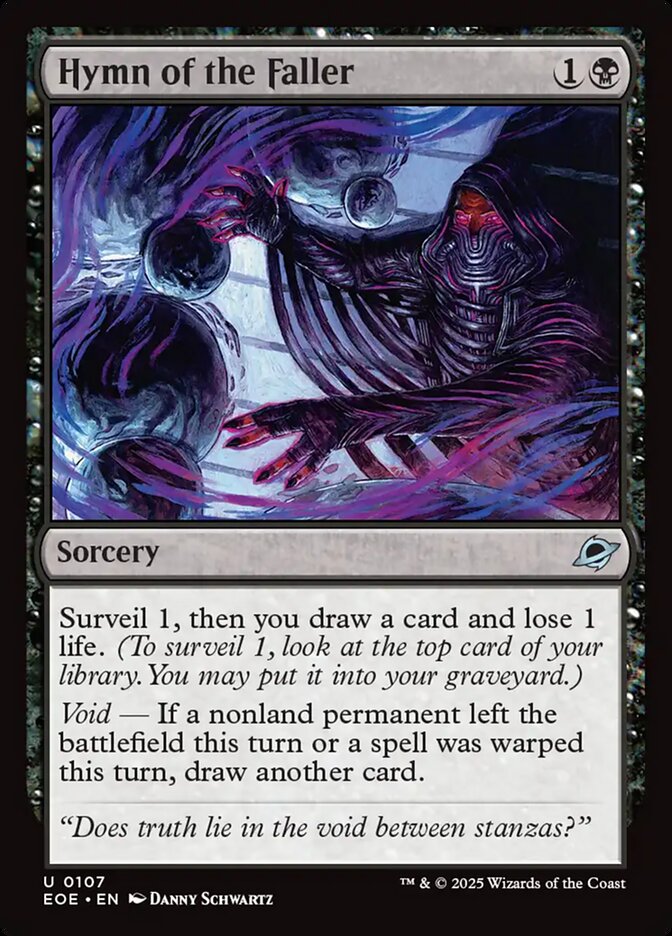 Hymn of the Faller 1
Sorcery
Surveil 1, then you draw a card and lose 1
life. (To surveil 1, look at the top card of your
library. You may put it into your graveyard.)
Void — If a nonland permanent left the
battlefield this turn or a spell was warped
this turn, draw another card.
“Does truth lie in the void between stanzas?”
U 0107
EOE • EN Danny Schwartz
™ & © 2025 Wizards of the Coast